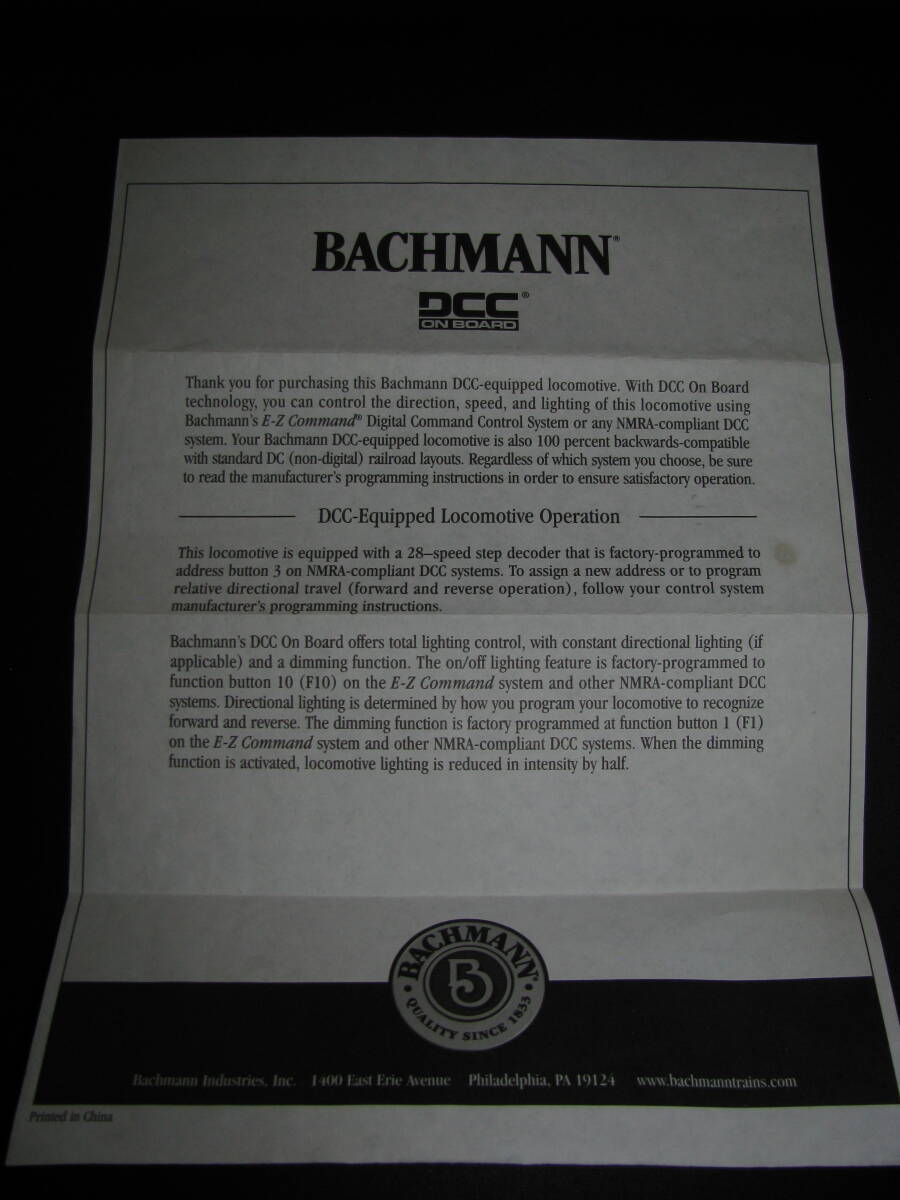 BACHMANN®
DCC®
ON BOARD
Thank you for purchasing this Bachmann DCC-equipped locomotive. With DCC On Board
technology, you can control the direction, speed, and lighting of this locomotive using
Bachmann's E-Z Command® Digital Command Control System or any NMRA-compliant DCC
system. Your Bachmann DCC-equipped locomotive is also 100 percent backwards-compatible
with standard DC (non-digital) railroad layouts. Regardless of which system you choose, be sure
to read the manufacturer's programming instructions in order to ensure satisfactory operation.
DCC-Equipped Locomotive Operation
This locomotive is equipped with a 28–speed step decoder that is factory-programmed to
address button 3 on NMRA-compliant DCC systems. To assign a new address or to program
relative directional travel (forward and reverse operation), follow your control system
manufacturer's programming instructions.
Bachmann's DCC On Board offers total lighting control, with constant directional lighting (if
applicable) and a dimming function. The on/off lighting feature is factory-programmed to
function button 10 (F10) on the E-Z Command system and other NMRA-compliant DCC
systems. Directional lighting is determined by how you program your locomotive to recognize
forward and reverse. The dimming function is factory programmed at function button 1 (F1)
on the E-Z Command system and other NMRA-compliant DCC systems. When the dimming
function is activated, locomotive lighting is reduced in intensity by half.
BACHMANN®
B
• QUALITY SINCE 1833 •
Bachmann Industries, Inc. 1400 East Erie Avenue Philadelphia, PA 19124 www.bachmanntrains.com
Printed in China